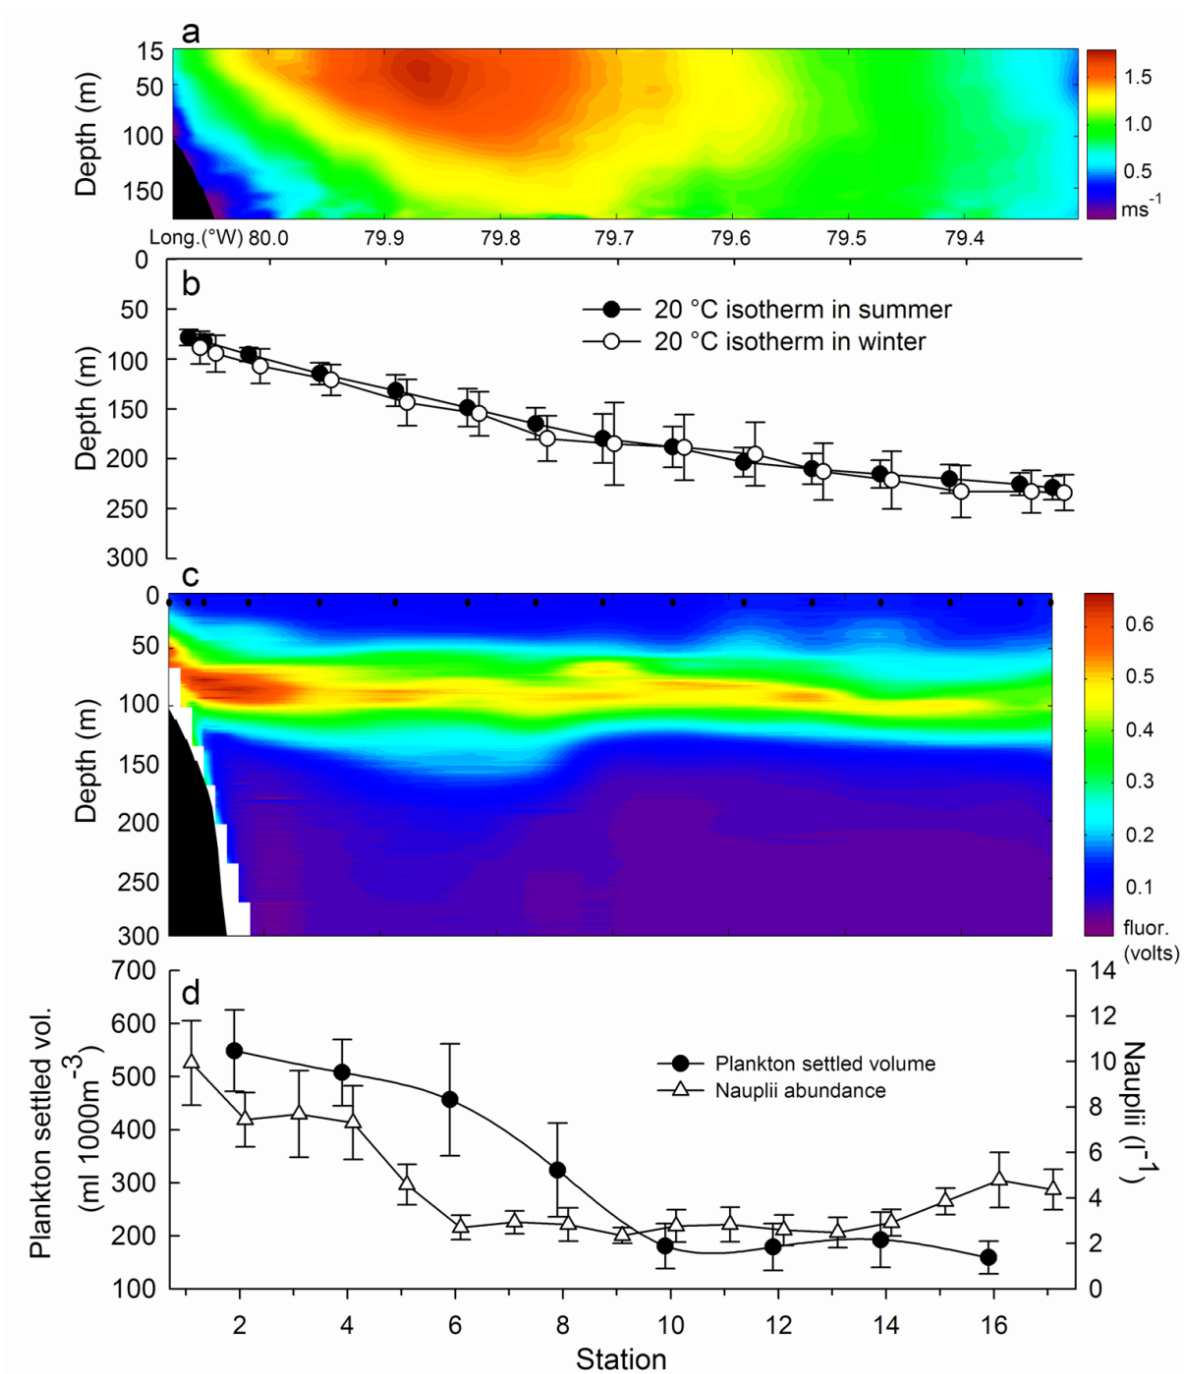 a
15
50
100
150
Depth (m)
1.5
1.0
0.5
ms-1
Long.(°W) 80.0 79.9 79.8 79.7 79.6 79.5 79.4
b
0
50
100
150
200
250
300
Depth (m)
20 °C isotherm in summer
20 °C isotherm in winter
c
0
50
100
150
200
250
300
Depth (m)
0.6
0.5
0.4
0.3
0.2
0.1
fluor.
(volts)
d
700
600
500
400
300
200
100
Plankton settled vol.
(ml 1000m-3)
Plankton settled volume
Nauplii abundance
14
12
10
8
6
4
2
0
Nauplii (l-1)
2 4 6 8 10 12 14 16
Station